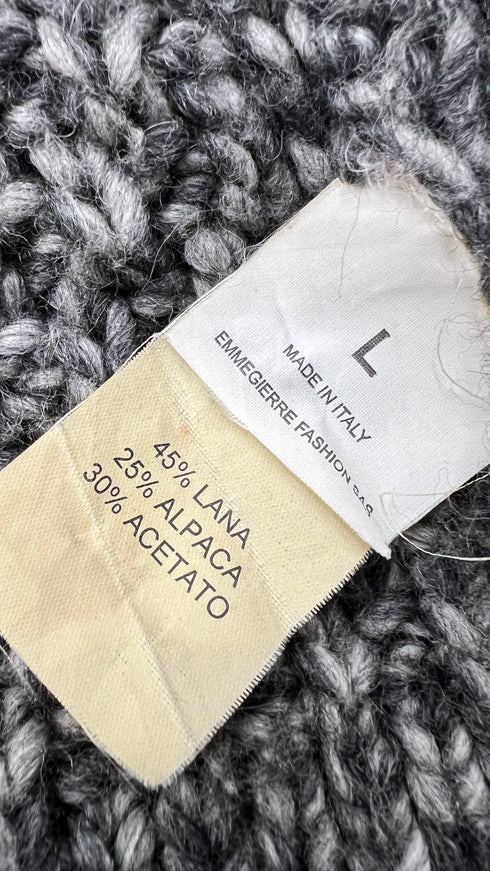 L
MADE IN ITALY
EMMEGIERRE FASHION SAS
45% LANA
25% ALPACA
30% ACETATO